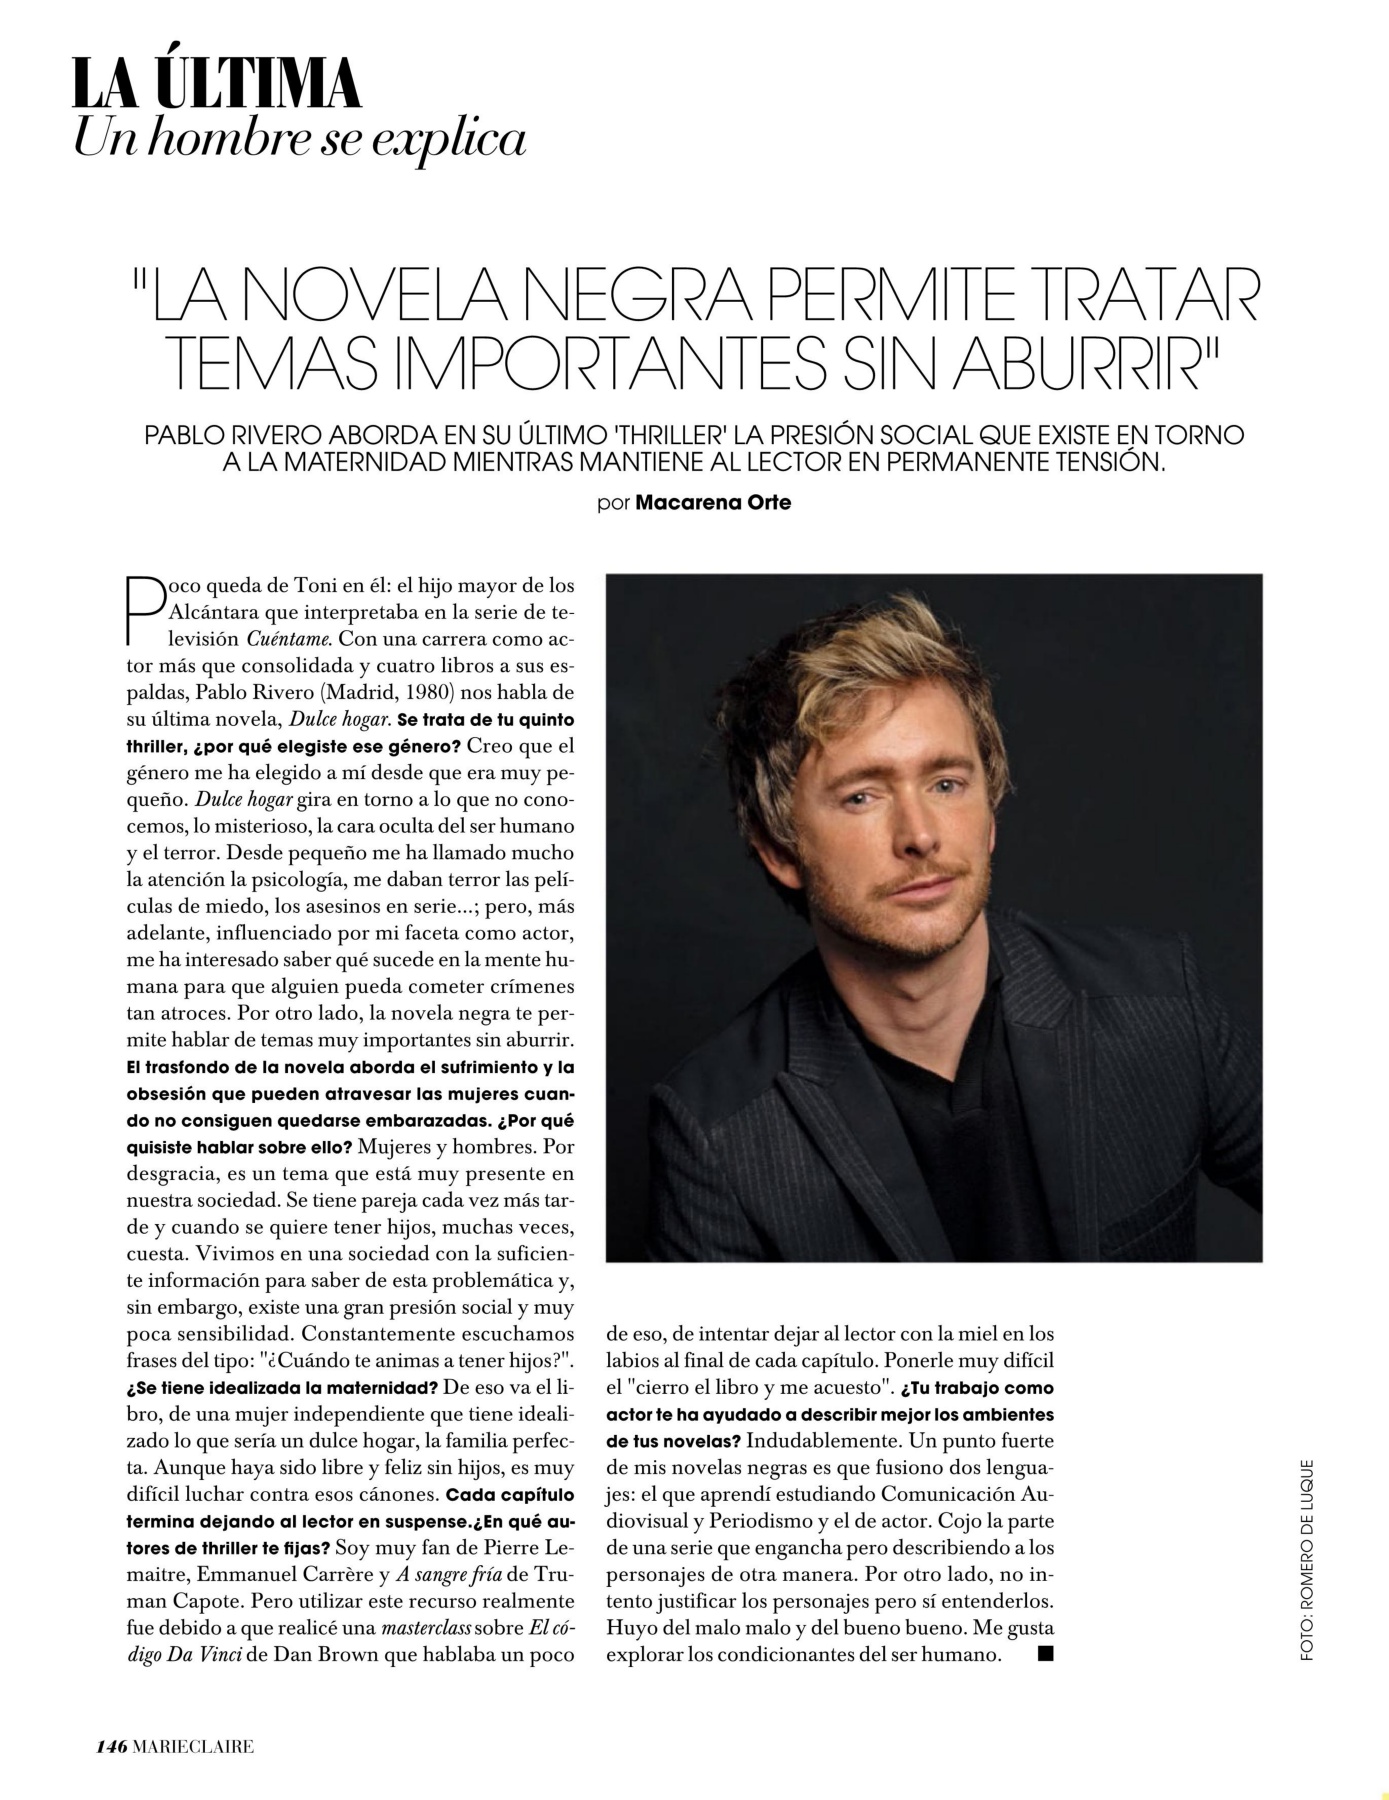 LA ÚLTIMA
Un hombre se explica
"LA NOVELA NEGRA PERMITE TRATAR
TEMAS IMPORTANTES SIN ABURRIR"
PABLO RIVERO ABORDA EN SU ÚLTIMO 'THRILLER' LA PRESIÓN SOCIAL QUE EXISTE EN TORNO
A LA MATERNIDAD MIENTRAS MANTIENE AL LECTOR EN PERMANENTE TENSIÓN.
por Macarena Orte
Poco queda de Toni en él: el hijo mayor de los
Alcántara que interpretaba en la serie de te-
levisión Cuéntame. Con una carrera como ac-
tor más que consolidada y cuatro libros a sus es-
paldas, Pablo Rivero (Madrid, 1980) nos habla de
su última novela, Dulce hogar. Se trata de tu quinto
thriller, ¿por qué elegiste ese género? Creo que el
género me ha elegido a mí desde que era muy pe-
queño. Dulce hogar gira en torno a lo que no cono-
cemos, lo misterioso, la cara oculta del ser humano
y el terror. Desde pequeño me ha llamado mucho
la atención la psicología, me daban terror las pelí-
culas de miedo, los asesinos en serie...; pero, más
adelante, influenciado por mi faceta como actor,
me ha interesado saber qué sucede en la mente hu-
mana para que alguien pueda cometer crímenes
tan atroces. Por otro lado, la novela negra te per-
mite hablar de temas muy importantes sin aburrir.
El trasfondo de la novela aborda el sufrimiento y la
obsesión que pueden atravesar las mujeres cuan-
do no consiguen quedarse embarazadas. ¿Por qué
quisiste hablar sobre ello? Mujeres y hombres. Por
desgracia, es un tema que está muy presente en
nuestra sociedad. Se tiene pareja cada vez más tar-
de y cuando se quiere tener hijos, muchas veces,
cuesta. Vivimos en una sociedad con la suficien-
te información para saber de esta problemática y,
sin embargo, existe una gran presión social y muy
poca sensibilidad. Constantemente escuchamos
frases del tipo: "¿Cuándo te animas a tener hijos?".
¿Se tiene idealizada la maternidad? De eso va el li-
bro, de una mujer independiente que tiene ideali-
zado lo que sería un dulce hogar, la familia perfec-
ta. Aunque haya sido libre y feliz sin hijos, es muy
difícil luchar contra esos cánones. Cada capítulo
termina dejando al lector en suspense.¿En qué au-
tores de thriller te fijas? Soy muy fan de Pierre Le-
maitre, Emmanuel Carrère y A sangre fría de Tru-
man Capote. Pero utilizar este recurso realmente
fue debido a que realicé una masterclass sobre El có-
digo Da Vinci de Dan Brown que hablaba un poco
de eso, de intentar dejar al lector con la miel en los
labios al final de cada capítulo. Ponerle muy difícil
el "cierro el libro y me acuesto". ¿Tu trabajo como
actor te ha ayudado a describir mejor los ambientes
de tus novelas? Indudablemente. Un punto fuerte
de mis novelas negras es que fusiono dos lengua-
jes: el que aprendí estudiando Comunicación Au-
diovisual y Periodismo y el de actor. Cojo la parte
de una serie que engancha pero describiendo a los
personajes de otra manera. Por otro lado, no in-
tento justificar los personajes pero sí entenderlos.
Huyo del malo malo y del bueno bueno. Me gusta
explorar los condicionantes del ser humano.
FOTO: ROMERO DE LUQUE
146 MARIECLAIRE